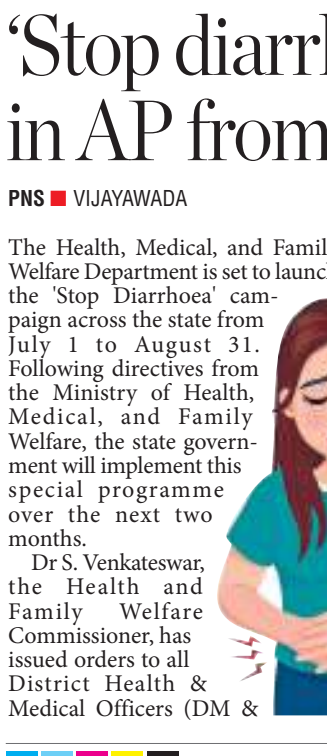 ‘Stop diarr
in AP from
PNS ■ VIJAYAWADA
The Health, Medical, and Famil
Welfare Department is set to launch
the 'Stop Diarrhoea' cam-
paign across the state from
July 1 to August 31.
Following directives from
the Ministry of Health,
Medical, and Family
Welfare, the state govern-
ment will implement this
special programme
over the next two
months.
Dr S. Venkateswar,
the Health and
Family Welfare
Commissioner, has
issued orders to all
District Health &
Medical Officers (DM &